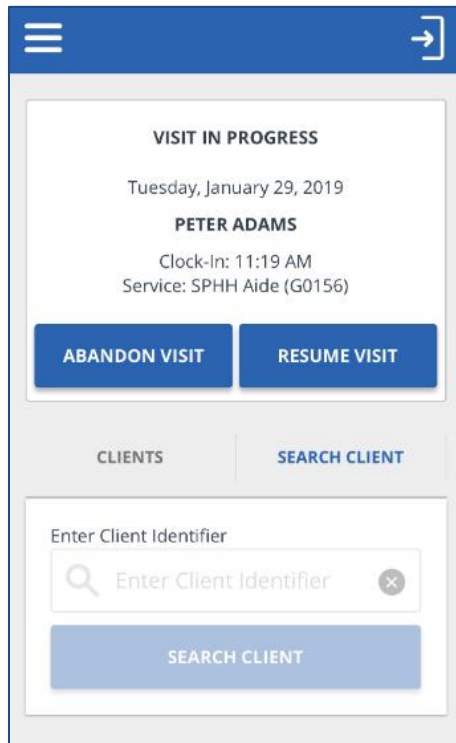 VISIT IN PROGRESS
Tuesday, January 29, 2019
PETER ADAMS
Clock-In: 11:19 AM
Service: SPHH Aide (G0156)
ABANDON VISIT
RESUME VISIT
CLIENTS
SEARCH CLIENT
Enter Client Identifier
Enter Client Identifier
SEARCH CLIENT